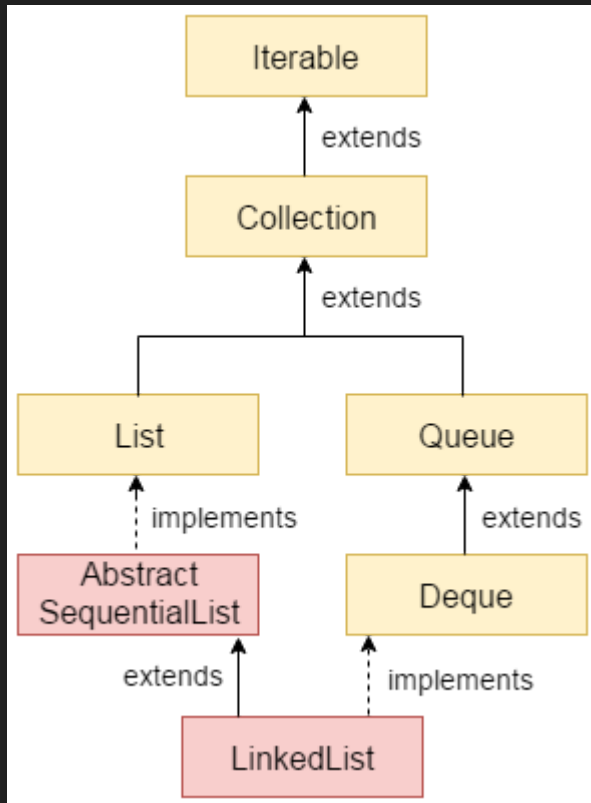 Iterable
extends
Collection
extends
List
Queue
implements
extends
Abstract
SequentialList
Deque
extends
implements
LinkedList